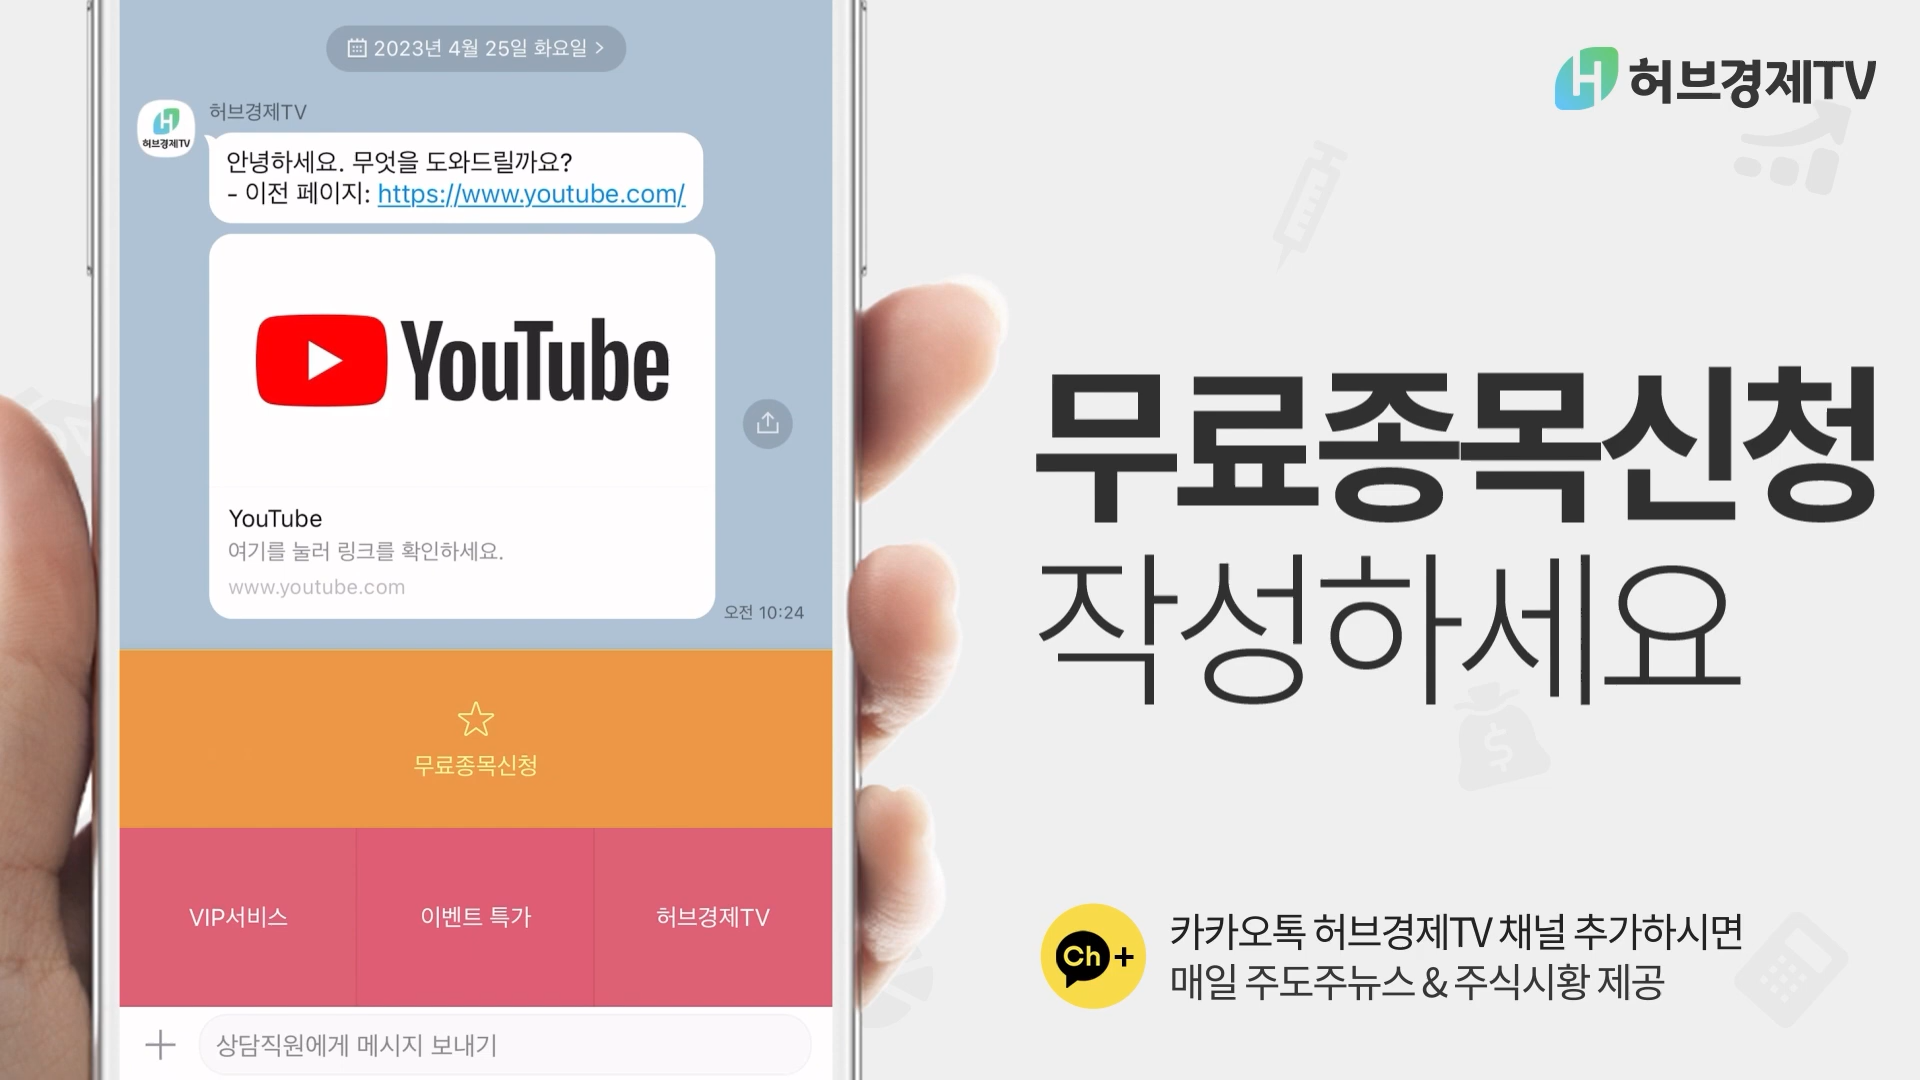 2023년 4월 25일 화요일 >
허브경제TV
허브경제TV
안녕하세요. 무엇을 도와드릴까요?
- 이전 페이지: https://www.youtube.com/
YouTube
YouTube
여기를 눌러 링크를 확인하세요.
www.youtube.com
오전 10:24
무료종목신청
VIP서비스
이벤트 특가
허브경제TV
상담직원에게 메시지 보내기
허브경제TV
무료종목신청
작성하세요
Ch+
카카오톡 허브경제TV 채널 추가하시면
매일 주도주뉴스 & 주식시황 제공